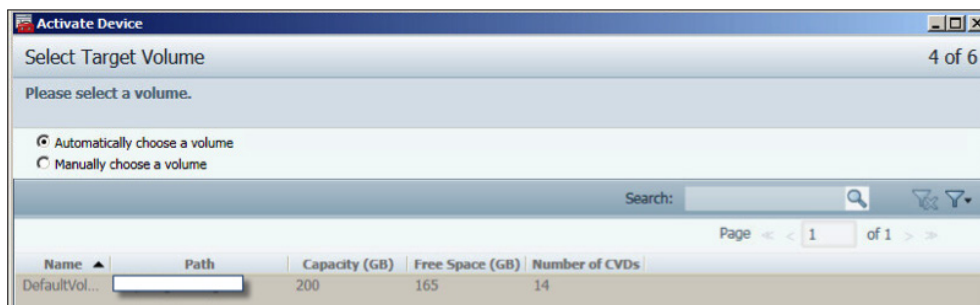 Activate Device
Select Target Volume 4 of 6
Please select a volume.
Automatically choose a volume
Manually choose a volume
Search:
Page « < 1 of 1 > »
Name Path Capacity (GB) Free Space (GB) Number of CVDs
DefaultVol... 200 165 14